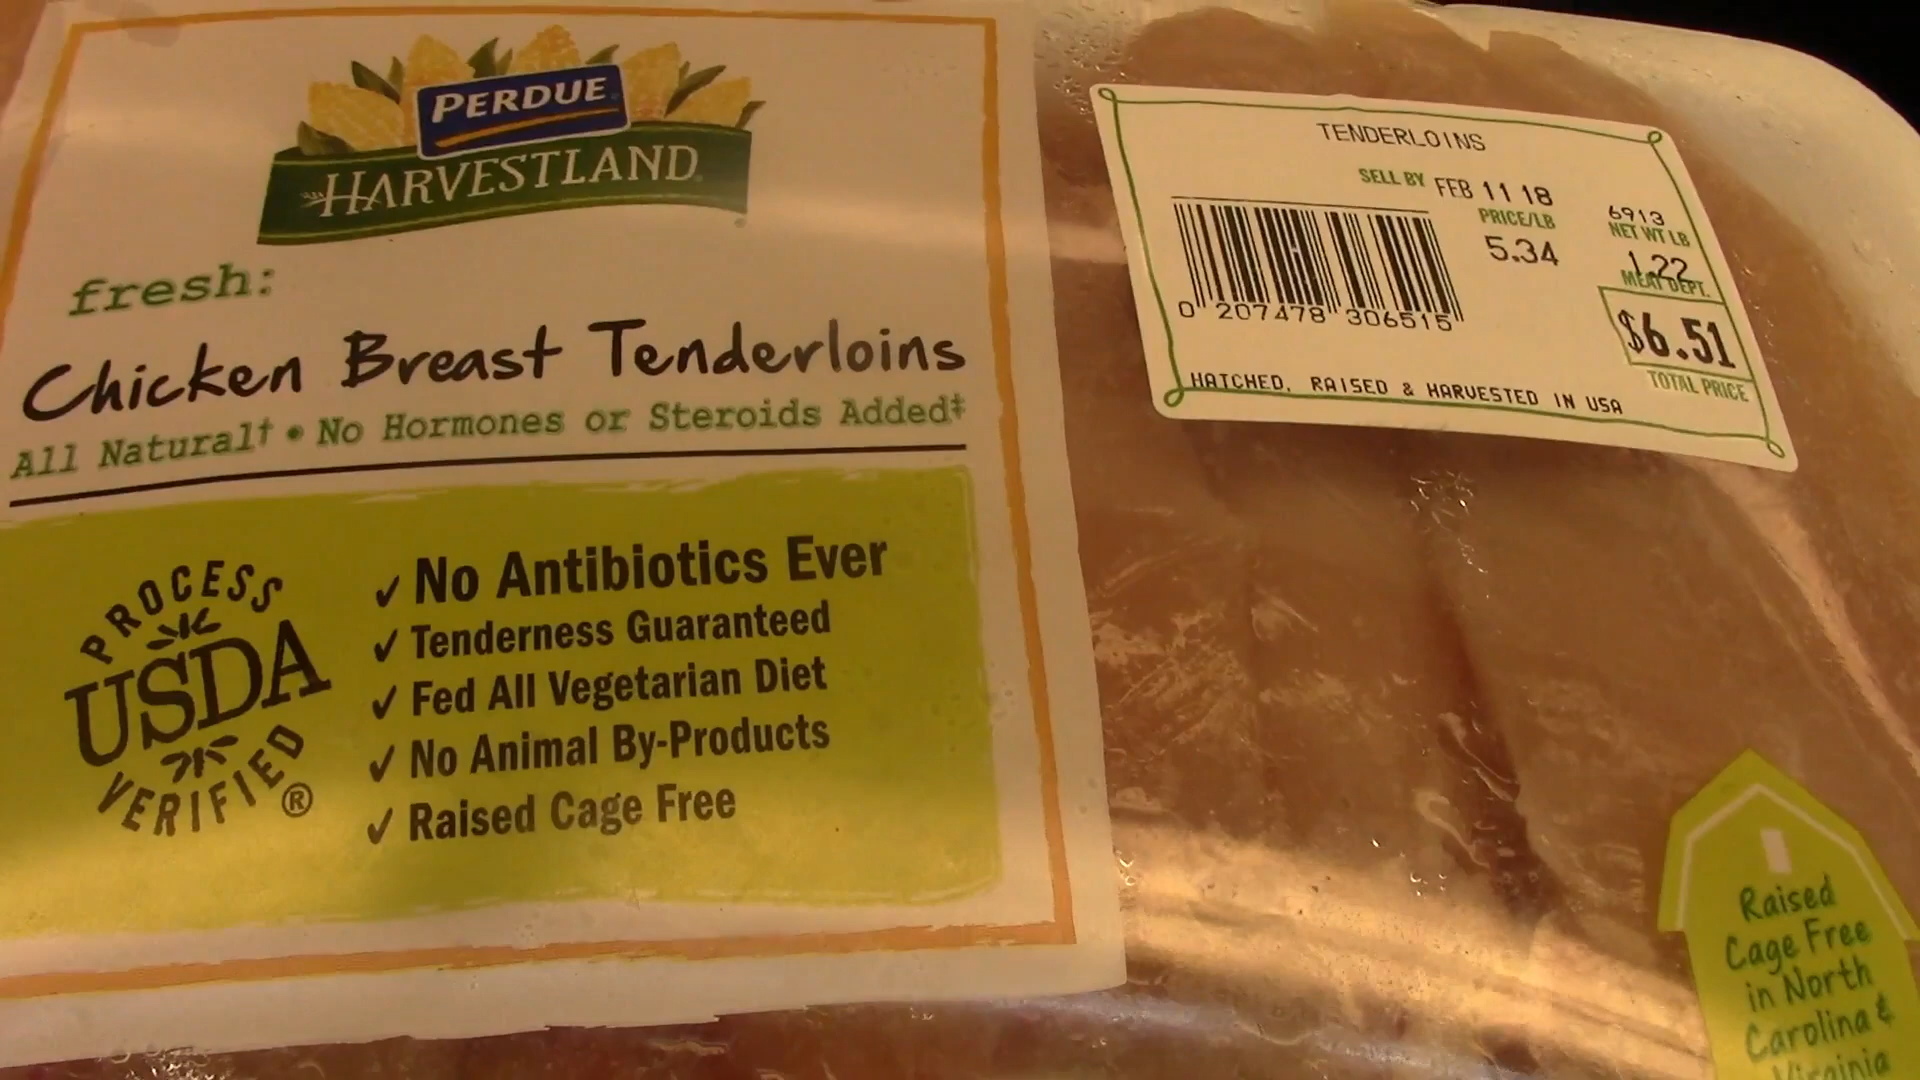 PERDUE
HARVESTLAND
fresh:
Chicken Breast Tenderloins
All Natural† • No Hormones or Steroids Added‡
PROCESS
USDA
VERIFIED
®
✓ No Antibiotics Ever
✓ Tenderness Guaranteed
✓ Fed All Vegetarian Diet
✓ No Animal By-Products
✓ Raised Cage Free
TENDERLOINS
SELL BY FEB 11 18
PRICE/LB
5.34
6913
NET WT LB
1.22
MEAT DEPT.
$6.51
TOTAL PRICE
0 207478 306515
HATCHED, RAISED & HARVESTED IN USA
Raised
Cage Free
in North
Carolina &
Virginia